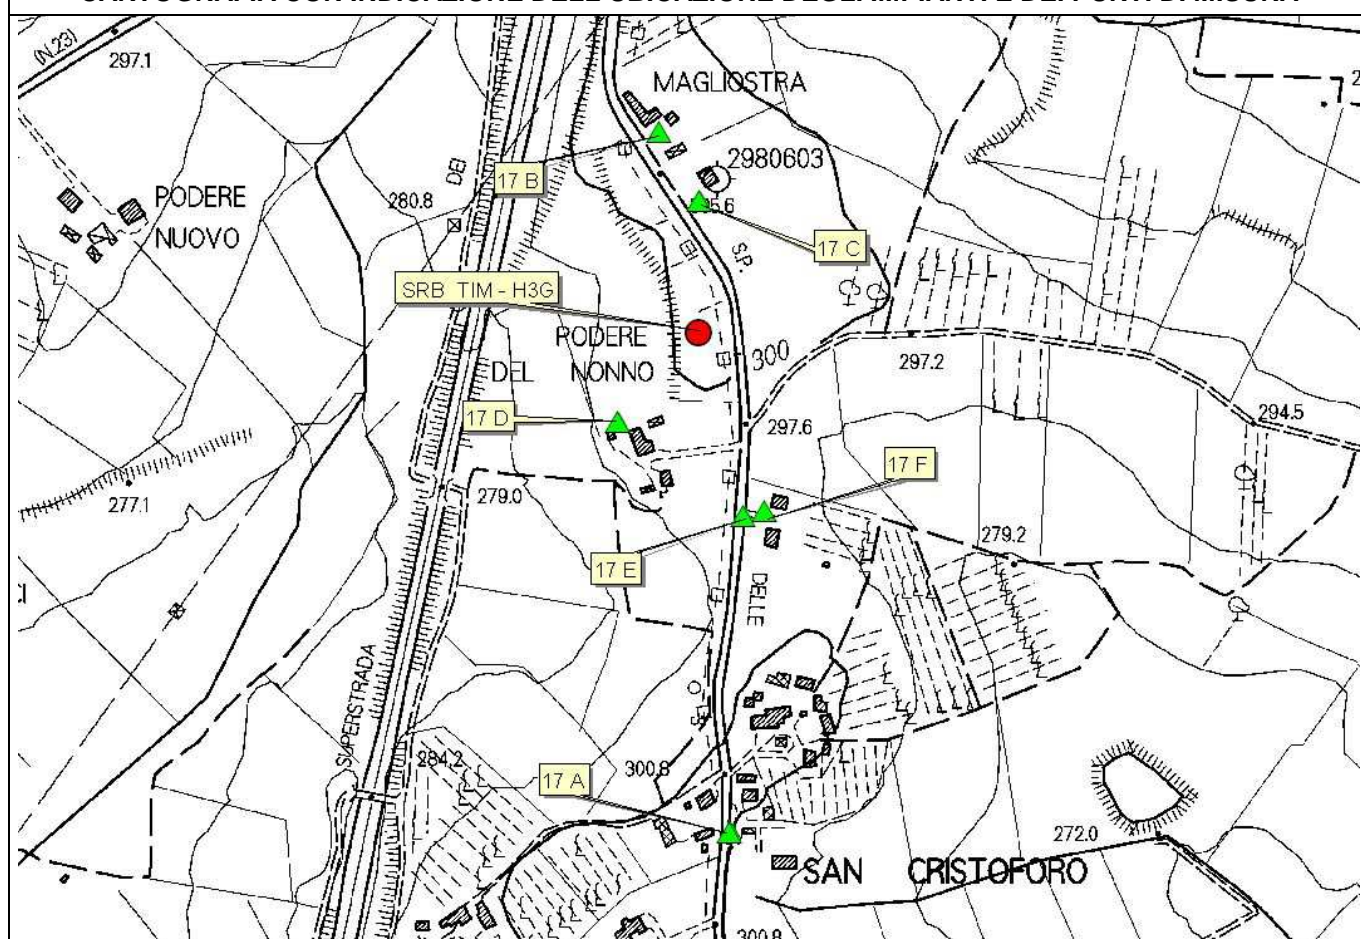 (N.23)
297.1
MAGLIOSTRA
DEI
17 B
2980603
PODERE
NUOVO
280.8
95.6
S.P.
17 C
SRB TIM - H3G
PODERE
DEL NONNO
300
297.2
17 D
297.6
294.5
17 F
277.1
279.0
279.2
17 E
DELLE
SUPERSTRADA
284.2
17 A
300.8
272.0
SAN CRISTOFORO
300.8